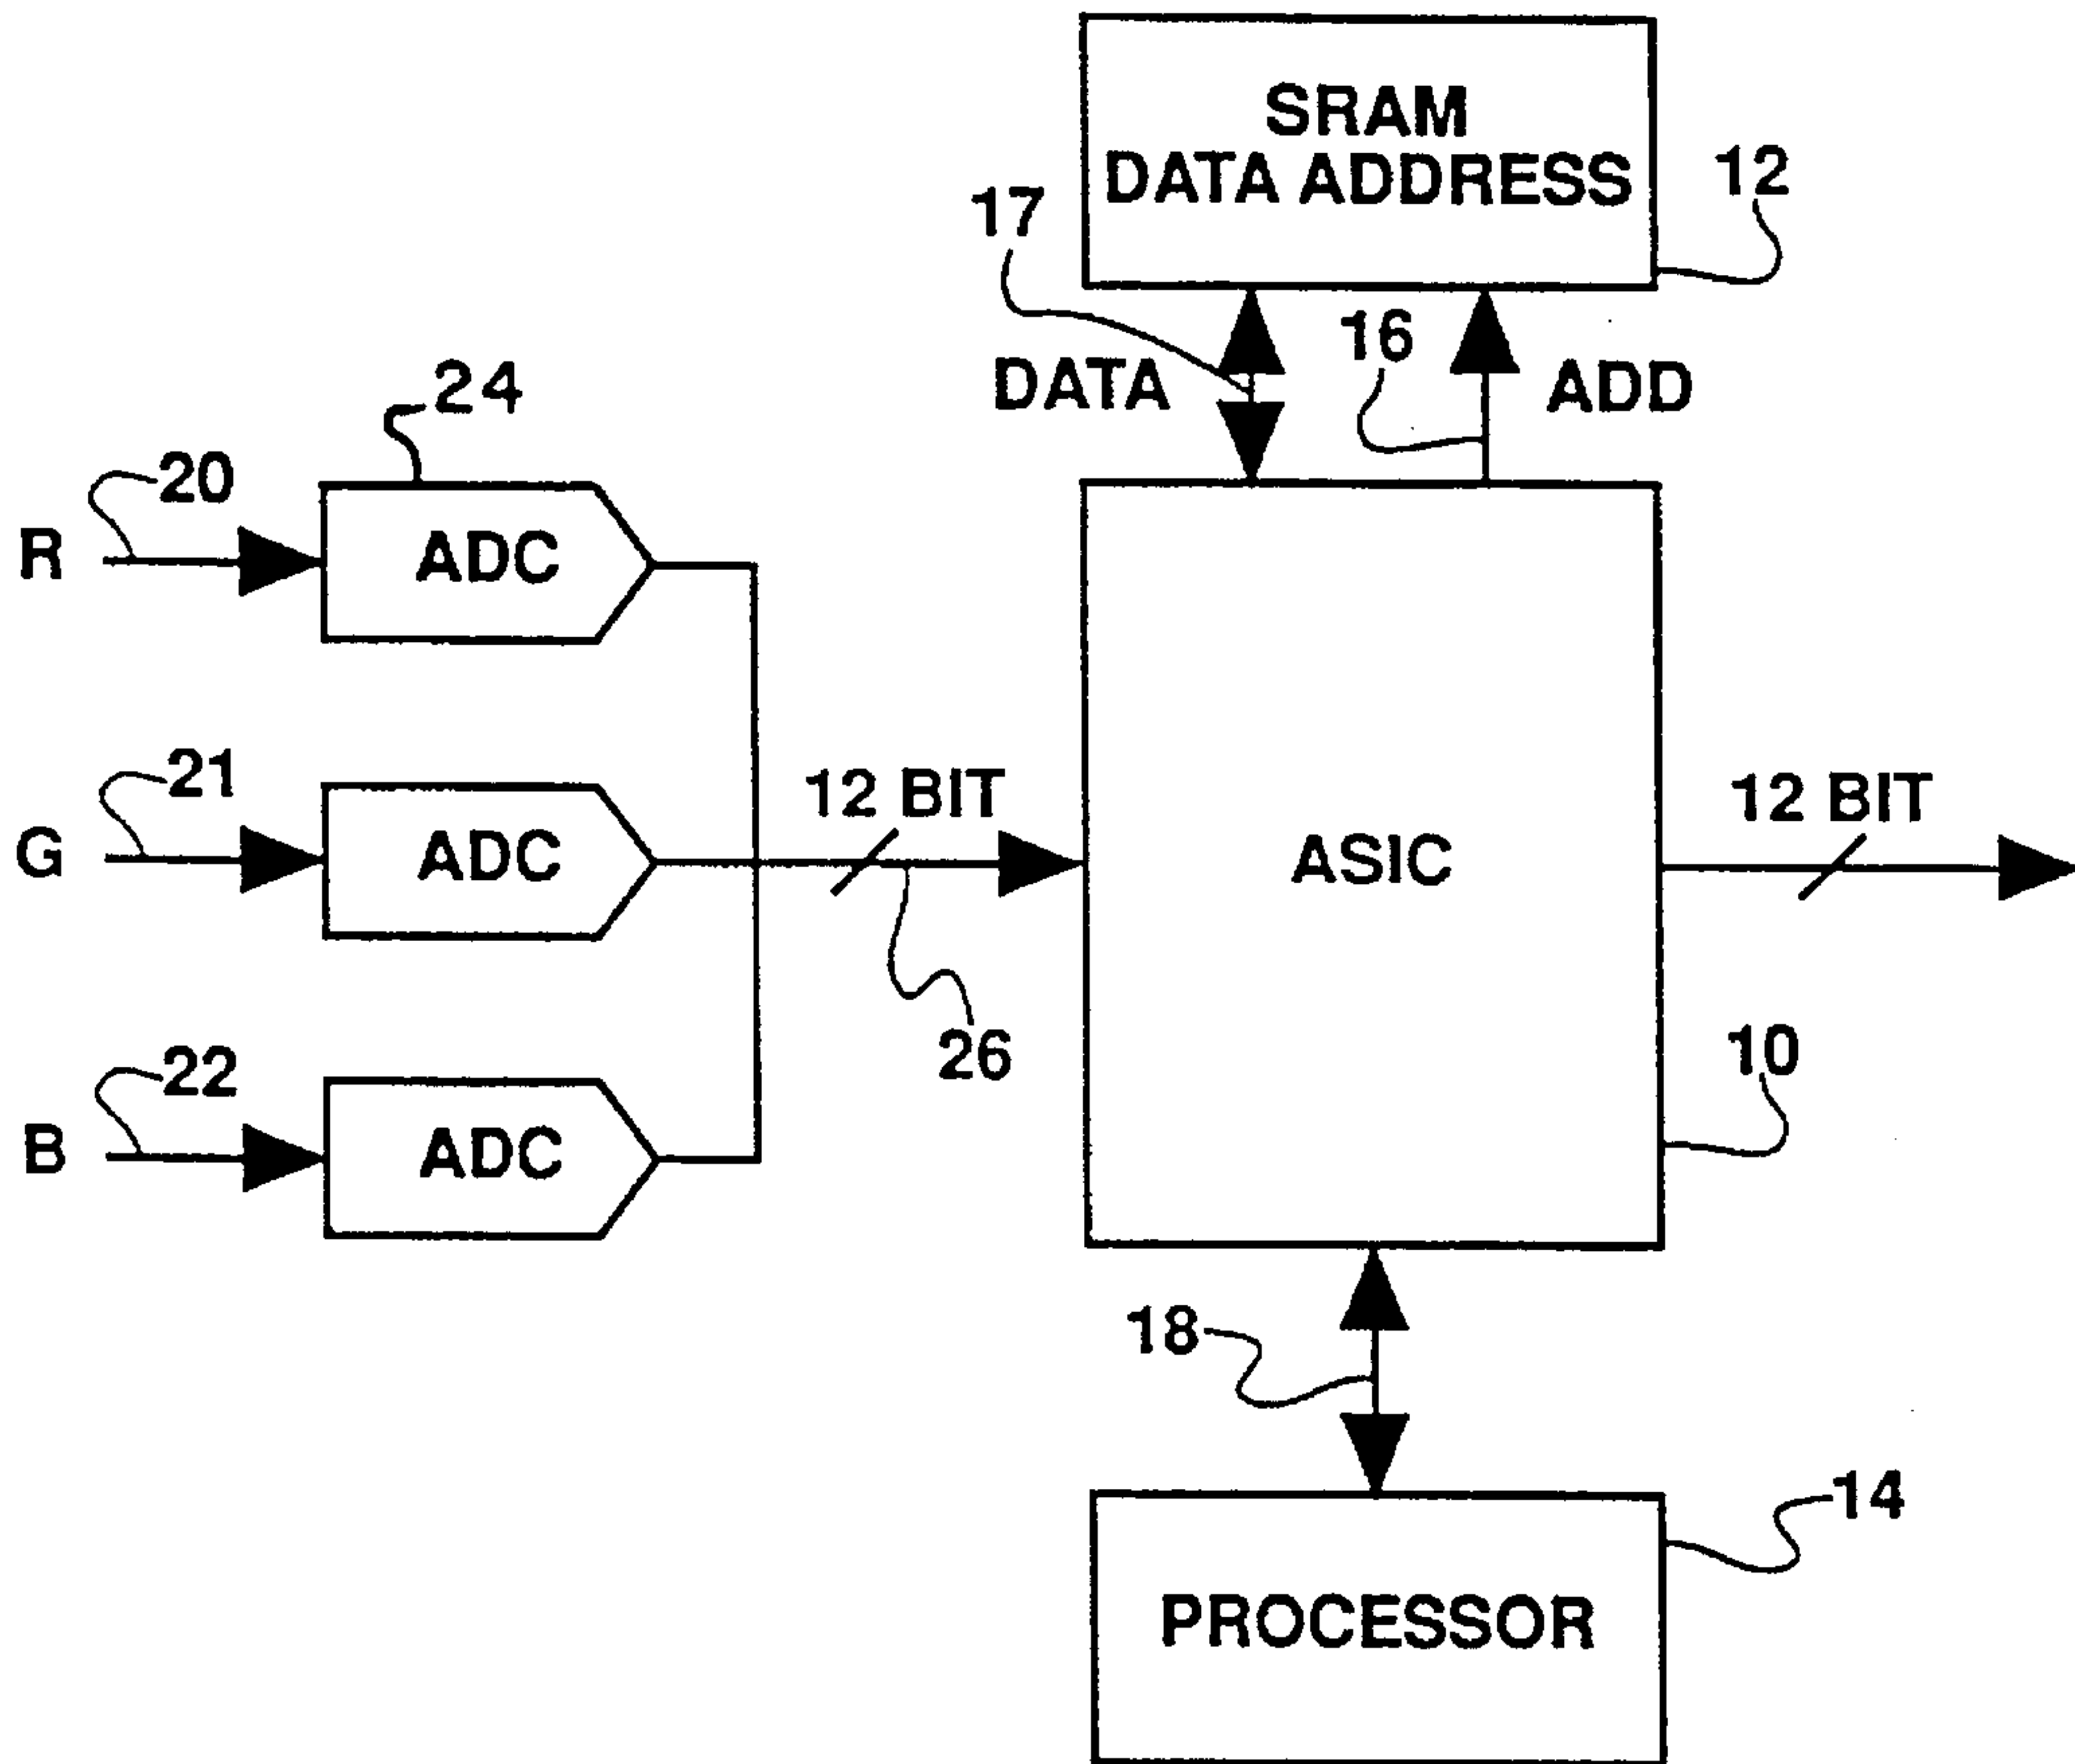 SRAM
DATA ADDRESS
12
17
DATA
16
ADD
24
20
R
ADC
21
G
ADC
12 BIT
ASIC
12 BIT
26
22
B
ADC
10
18
14
PROCESSOR